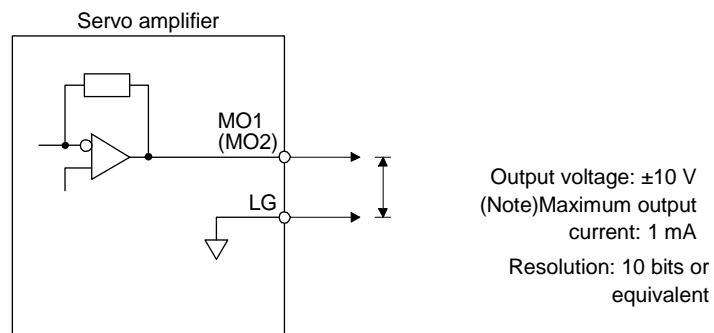 Servo amplifier
MO1
(MO2)
LG
Output voltage: ±10 V
(Note)Maximum output
current: 1 mA
Resolution: 10 bits or
equivalent